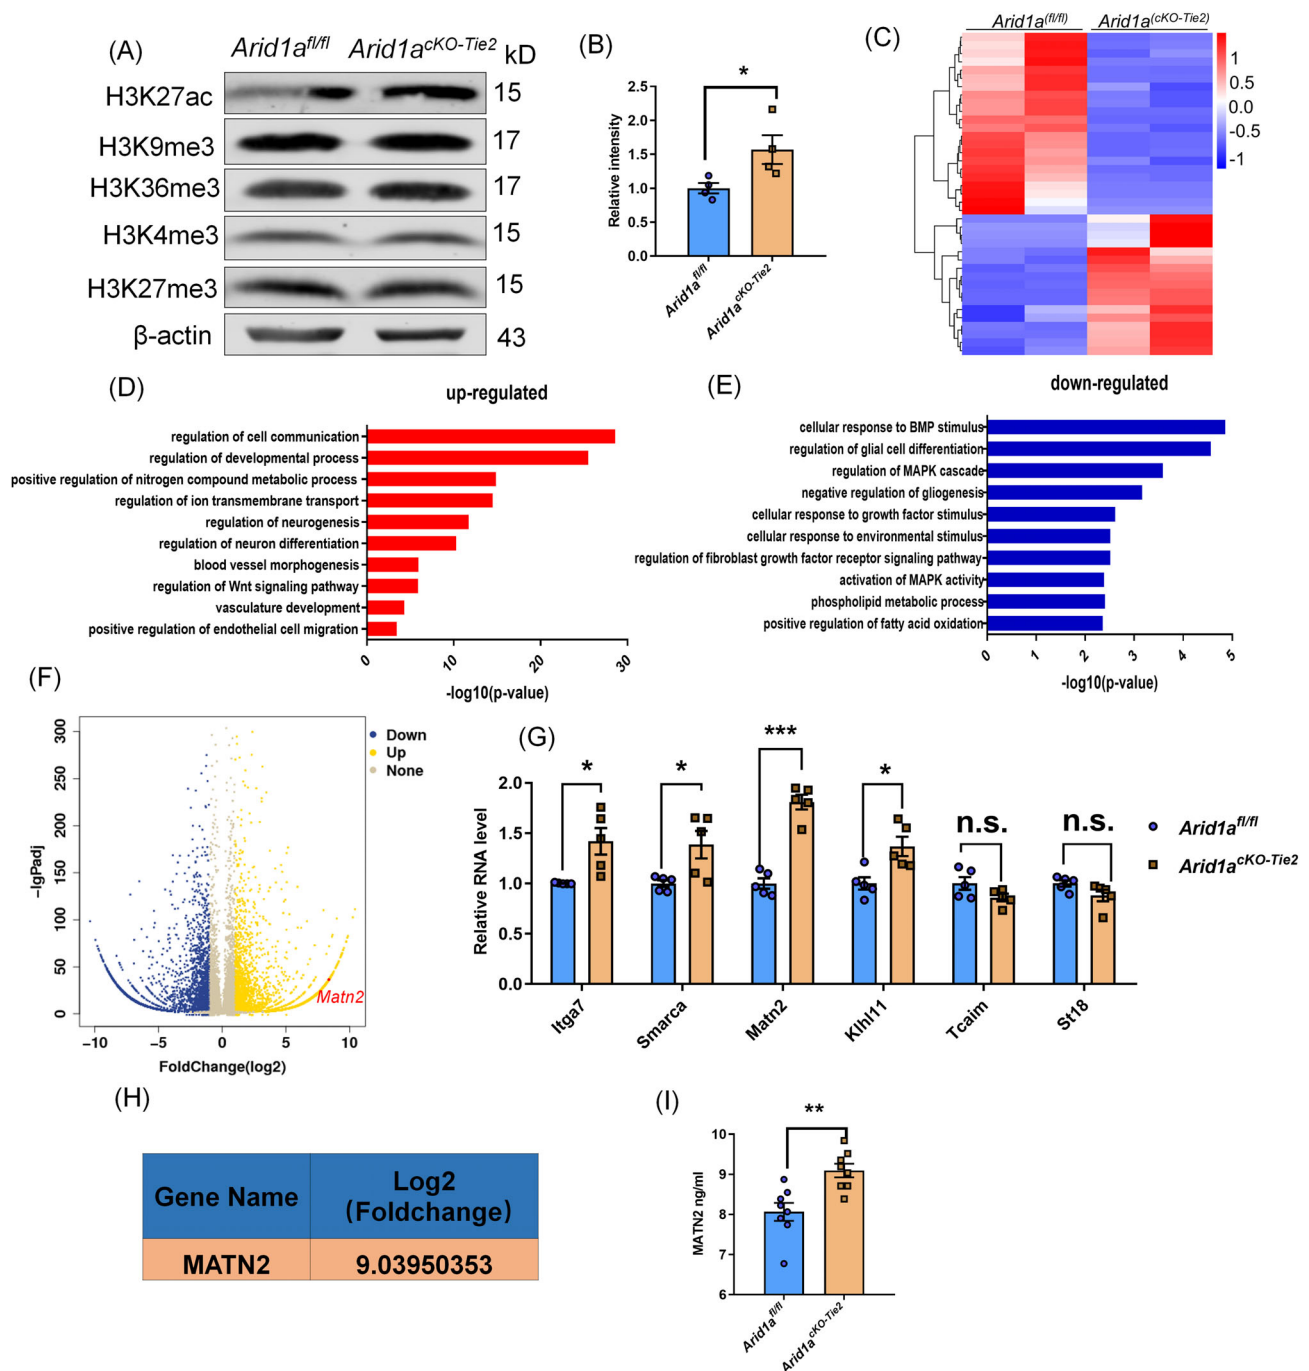 (A)
Arid1a^fl/fl Arid1a^cKO-Tie2 kD
H3K27ac 15
H3K9me3 17
H3K36me3 17
H3K4me3 15
H3K27me3 15
β-actin 43
(B)
*
Relative intensity
2.5
2.0
1.5
1.0
0.5
0.0
Arid1a^fl/fl
Arid1a^cKO-Tie2
(C)
Arid1a^(fl/fl) Arid1a^(cKO-Tie2)
1
0.5
0.0
-0.5
-1
(D)
up-regulated
regulation of cell communication
regulation of developmental process
positive regulation of nitrogen compound metabolic process
regulation of ion transmembrane transport
regulation of neurogenesis
regulation of neuron differentiation
blood vessel morphogenesis
regulation of Wnt signaling pathway
vasculature development
positive regulation of endothelial cell migration
0 10 20 30
-log10(p-value)
(E)
down-regulated
cellular response to BMP stimulus
regulation of glial cell differentiation
regulation of MAPK cascade
negative regulation of gliogenesis
cellular response to growth factor stimulus
cellular response to environmental stimulus
regulation of fibroblast growth factor receptor signaling pathway
activation of MAPK activity
phospholipid metabolic process
positive regulation of fatty acid oxidation
0 1 2 3 4 5
-log10(p-value)
(F)
-lgPadj
300
250
200
150
100
50
0
Down
Up
None
Matn2
-10 -5 0 5 10
FoldChange(log2)
(G)
* * *** * n.s. n.s.
Relative RNA level
2.0
1.5
1.0
0.5
0.0
Itga7 Smarca Matn2 Klhl11 Tcaim St18
Arid1a^fl/fl
Arid1a^cKO-Tie2
(H)
Gene Name Log2
(Foldchange)
MATN2 9.03950353
(I)
**
MATN2 ng/ml
10
9
8
7
6
Arid1a^fl/fl
Arid1a^cKO-Tie2